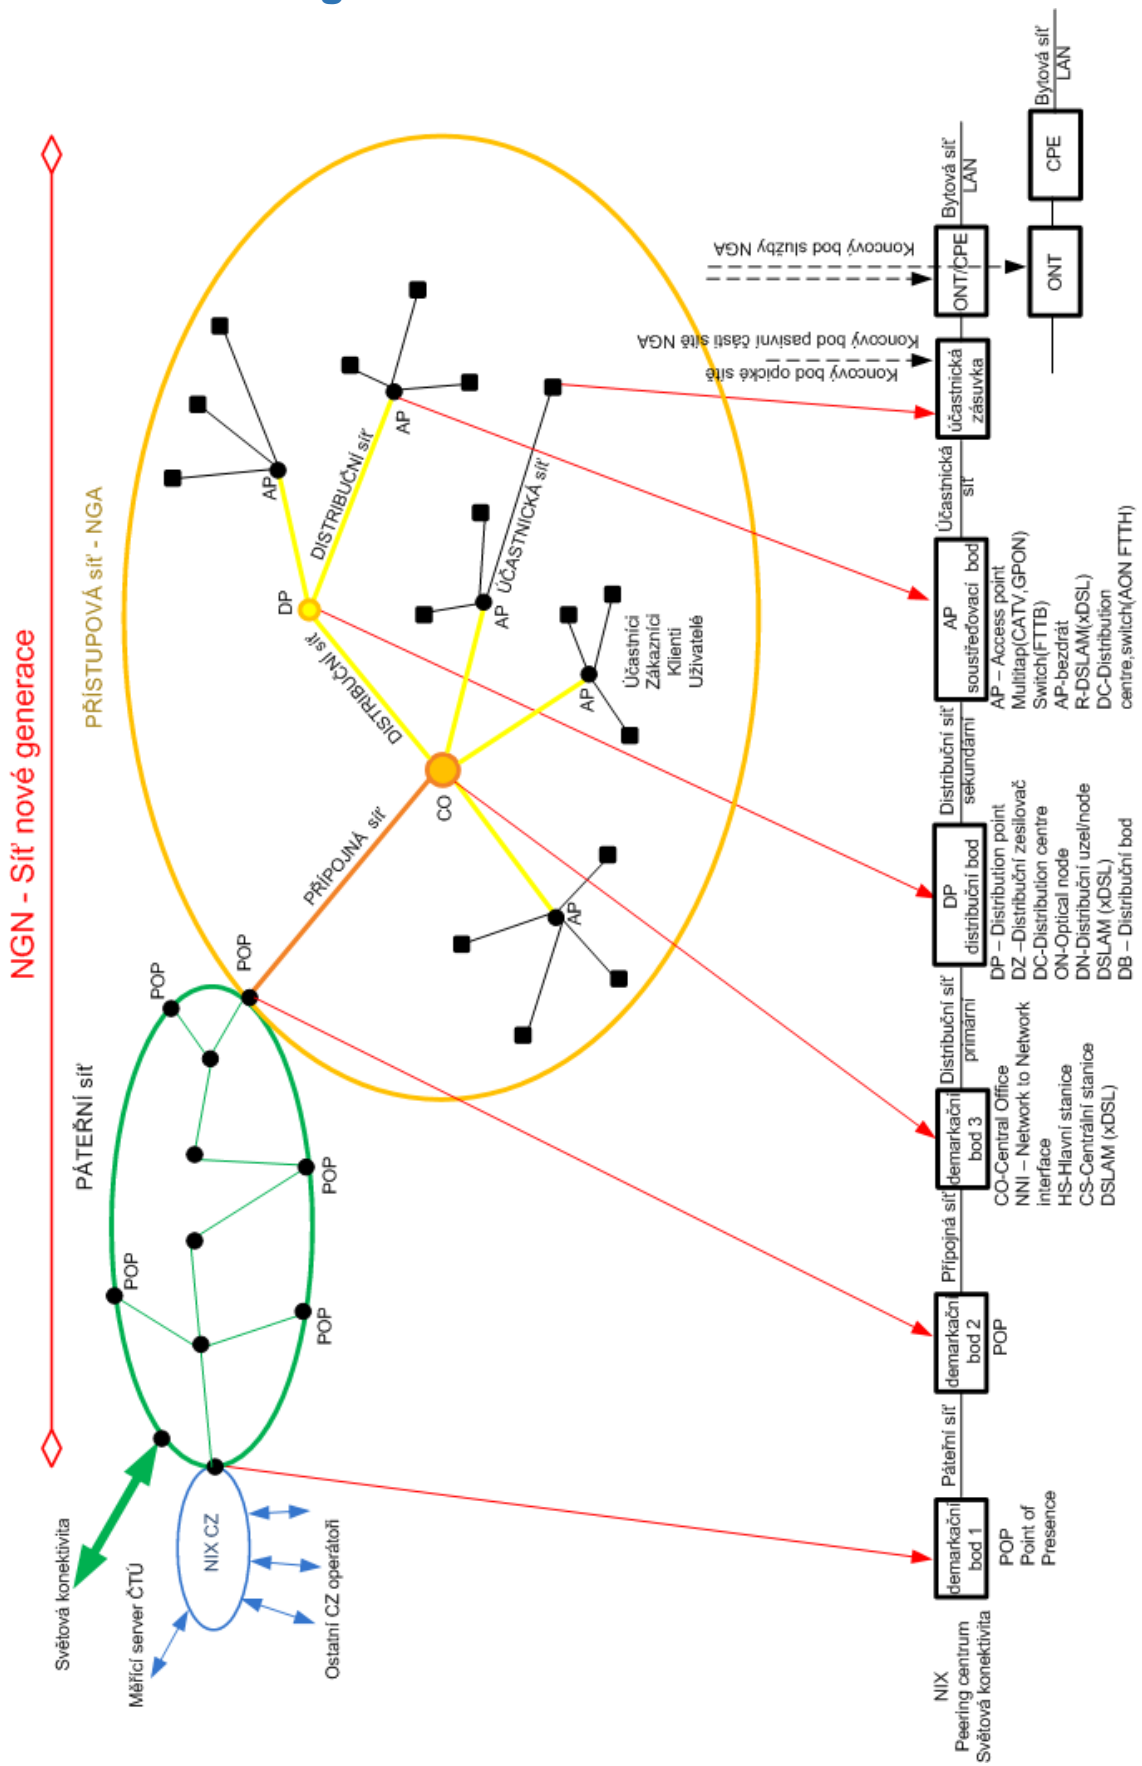 NGN - Síť nové generace
Světová konektivita
Měřící server ČTÚ
NIX CZ
Ostatní CZ operátoři
PÁTEŘNÍ síť
POP
POP
POP
POP
POP
PŘÍSTUPOVÁ síť - NGA
PŘÍPOJNÁ síť
CO
DISTRIBUČNÍ síť
DP
DISTRIBUČNÍ síť
AP
AP
AP
ÚČASTNICKÁ síť
AP
AP
Účastníci
Zákazníci
Klienti
Uživatelé
Koncový bod opické sítě
Koncový bod pasivní části sítě NGA
Koncový bod služby NGA
NIX
Peering centrum
Světová konektivita
demarkační
bod 1
POP
Point of
Presence
Páteřní síť
demarkační
bod 2
POP
Přípojná síť
demarkační
bod 3
CO-Central Office
NNI – Network to Network
interface
HS-Hlavní stanice
CS-Centrální stanice
DSLAM (xDSL)
Distribuční síť
primární
DP
distribuční bod
DP – Distribution point
DZ –Distribuční zesilovač
DC-Distribution centre
ON-Optical node
DN-Distribuční uzel/node
DSLAM (xDSL)
DB – Distribuční bod
Distribuční síť
sekundární
AP
soustřeďovací bod
AP – Access point
Multitap(CATV,GPON)
Switch(FTTB)
AP-bezdrát
R-DSLAM(xDSL)
DC-Distribution
centre,switch(AON FTTH)
Účastnická
síť
účastnická
zásuvka
ONT/CPE
Bytová síť
LAN
ONT
CPE
Bytová síť
LAN